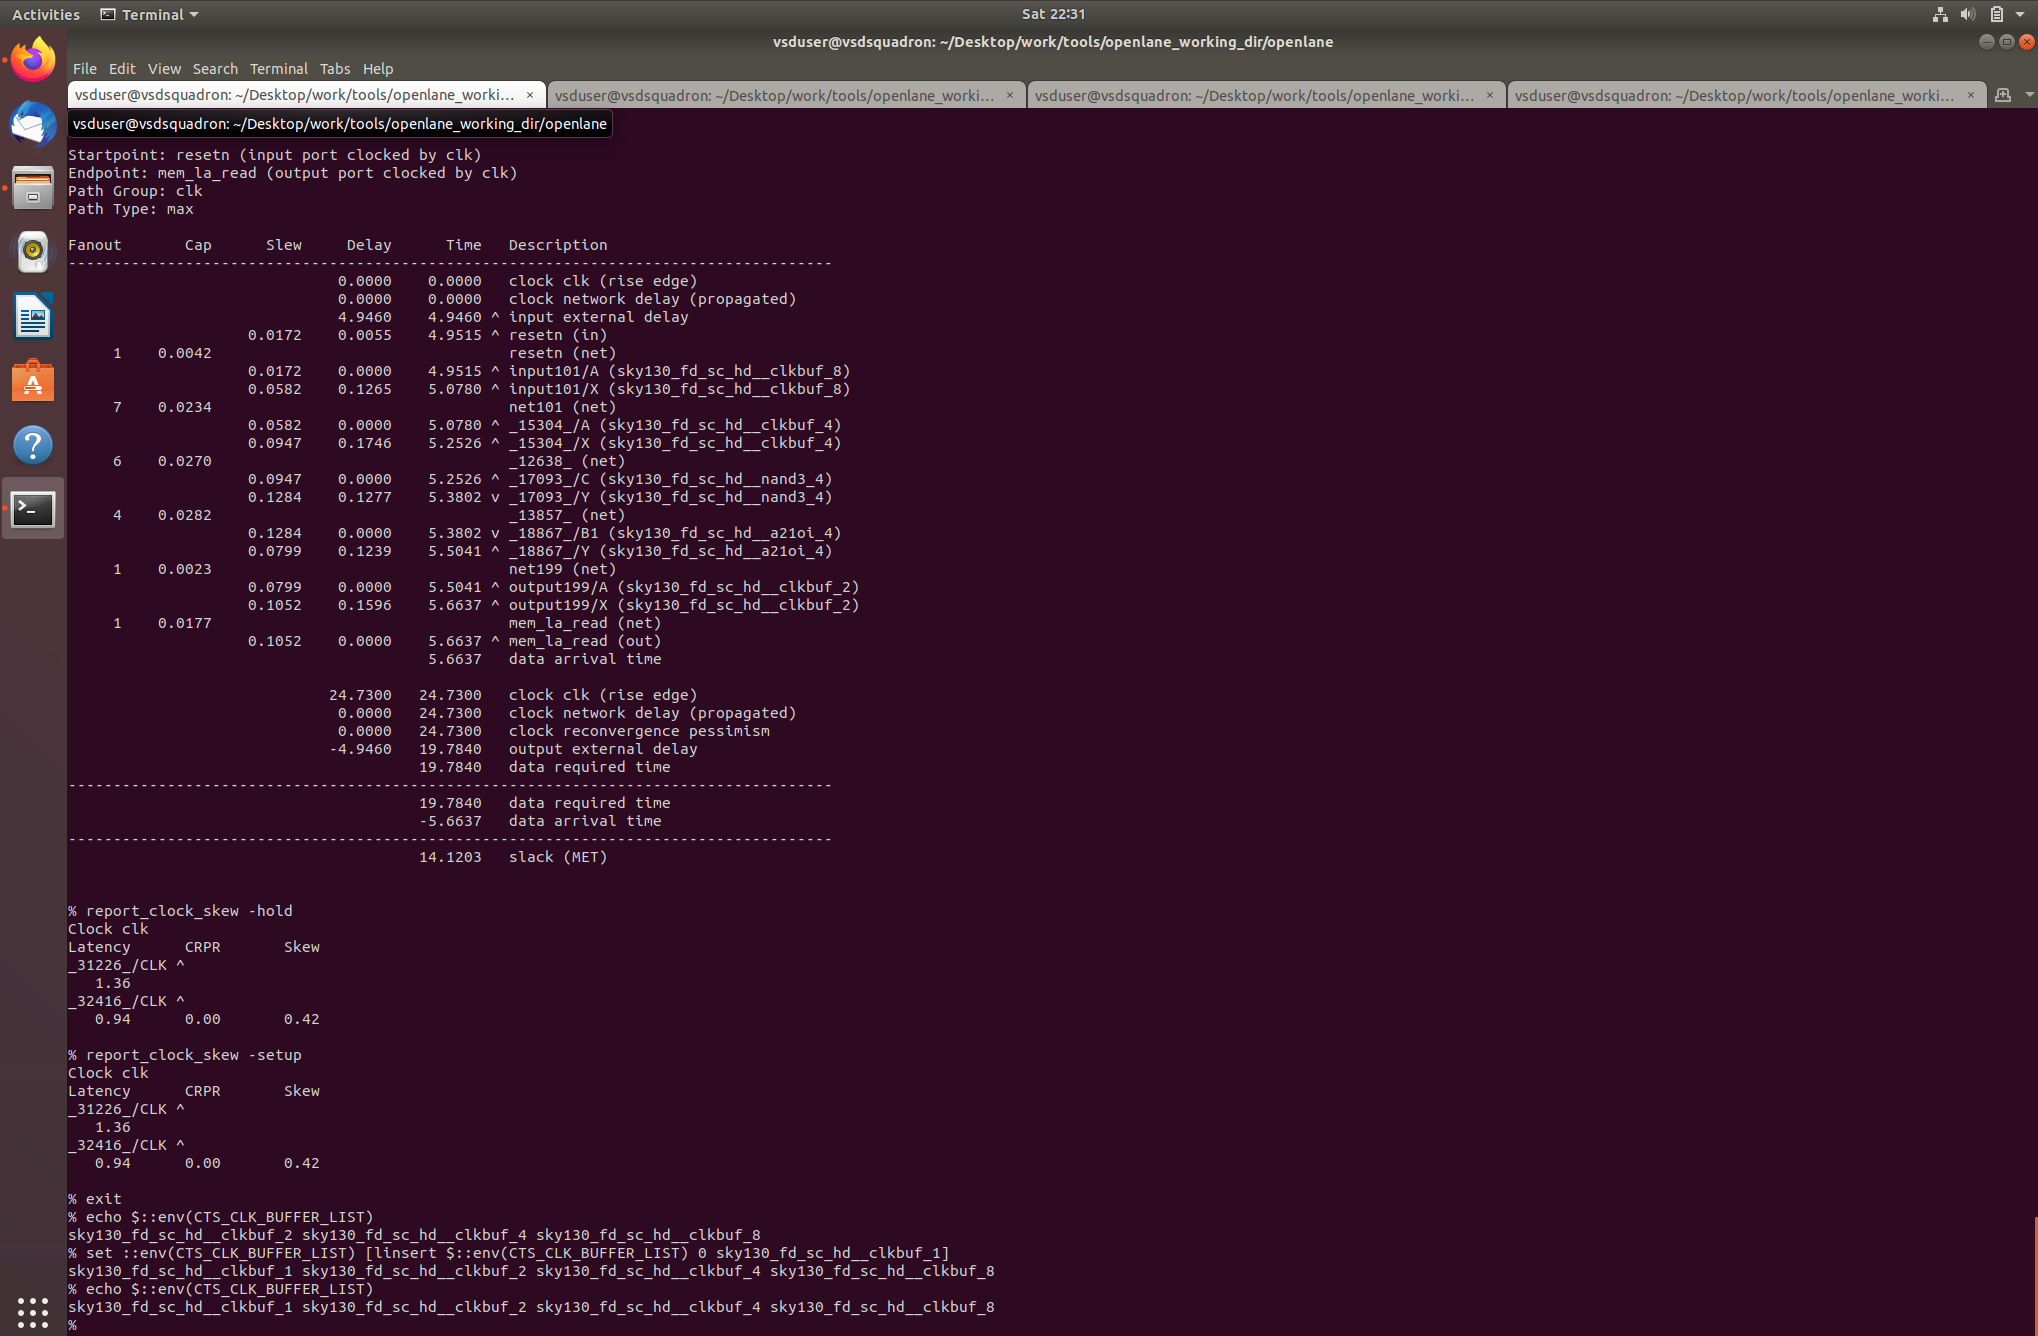 Activities Terminal Sat 22:31
vsduser@vsdsquadron: ~/Desktop/work/tools/openlane_working_dir/openlane
File Edit View Search Terminal Tabs Help
vsduser@vsdsquadron: ~/Desktop/work/tools/openlane_worki... × vsduser@vsdsquadron: ~/Desktop/work/tools/openlane_worki... × vsduser@vsdsquadron: ~/Desktop/work/tools/openlane_worki... × vsduser@vsdsquadron: ~/Desktop/work/tools/openlane_worki... ×
vsduser@vsdsquadron: ~/Desktop/work/tools/openlane_working_dir/openlane
Startpoint: resetn (input port clocked by clk)
Endpoint: mem_la_read (output port clocked by clk)
Path Group: clk
Path Type: max
Fanout Cap Slew Delay Time Description
-------------------------------------------------------------------------------------
0.0000 0.0000 clock clk (rise edge)
0.0000 0.0000 clock network delay (propagated)
4.9460 4.9460 ^ input external delay
0.0172 0.0055 4.9515 ^ resetn (in)
1 0.0042 resetn (net)
0.0172 0.0000 4.9515 ^ input101/A (sky130_fd_sc_hd__clkbuf_8)
0.0582 0.1265 5.0780 ^ input101/X (sky130_fd_sc_hd__clkbuf_8)
7 0.0234 net101 (net)
0.0582 0.0000 5.0780 ^ _15304_/A (sky130_fd_sc_hd__clkbuf_4)
0.0947 0.1746 5.2526 ^ _15304_/X (sky130_fd_sc_hd__clkbuf_4)
6 0.0270 _12638_ (net)
0.0947 0.0000 5.2526 ^ _17093_/C (sky130_fd_sc_hd__nand3_4)
0.1284 0.1277 5.3802 v _17093_/Y (sky130_fd_sc_hd__nand3_4)
4 0.0282 _13857_ (net)
0.1284 0.0000 5.3802 v _18867_/B1 (sky130_fd_sc_hd__a21oi_4)
0.0799 0.1239 5.5041 ^ _18867_/Y (sky130_fd_sc_hd__a21oi_4)
1 0.0023 net199 (net)
0.0799 0.0000 5.5041 ^ output199/A (sky130_fd_sc_hd__clkbuf_2)
0.1052 0.1596 5.6637 ^ output199/X (sky130_fd_sc_hd__clkbuf_2)
1 0.0177 mem_la_read (net)
0.1052 0.0000 5.6637 ^ mem_la_read (out)
5.6637 data arrival time
24.7300 24.7300 clock clk (rise edge)
0.0000 24.7300 clock network delay (propagated)
0.0000 24.7300 clock reconvergence pessimism
-4.9460 19.7840 output external delay
19.7840 data required time
-------------------------------------------------------------------------------------
19.7840 data required time
-5.6637 data arrival time
-------------------------------------------------------------------------------------
14.1203 slack (MET)
% report_clock_skew -hold
Clock clk
Latency CRPR Skew
_31226_/CLK ^
1.36
_32416_/CLK ^
0.94 0.00 0.42
% report_clock_skew -setup
Clock clk
Latency CRPR Skew
_31226_/CLK ^
1.36
_32416_/CLK ^
0.94 0.00 0.42
% exit
% echo $::env(CTS_CLK_BUFFER_LIST)
sky130_fd_sc_hd__clkbuf_2 sky130_fd_sc_hd__clkbuf_4 sky130_fd_sc_hd__clkbuf_8
% set ::env(CTS_CLK_BUFFER_LIST) [linsert $::env(CTS_CLK_BUFFER_LIST) 0 sky130_fd_sc_hd__clkbuf_1]
sky130_fd_sc_hd__clkbuf_1 sky130_fd_sc_hd__clkbuf_2 sky130_fd_sc_hd__clkbuf_4 sky130_fd_sc_hd__clkbuf_8
% echo $::env(CTS_CLK_BUFFER_LIST)
sky130_fd_sc_hd__clkbuf_1 sky130_fd_sc_hd__clkbuf_2 sky130_fd_sc_hd__clkbuf_4 sky130_fd_sc_hd__clkbuf_8
%